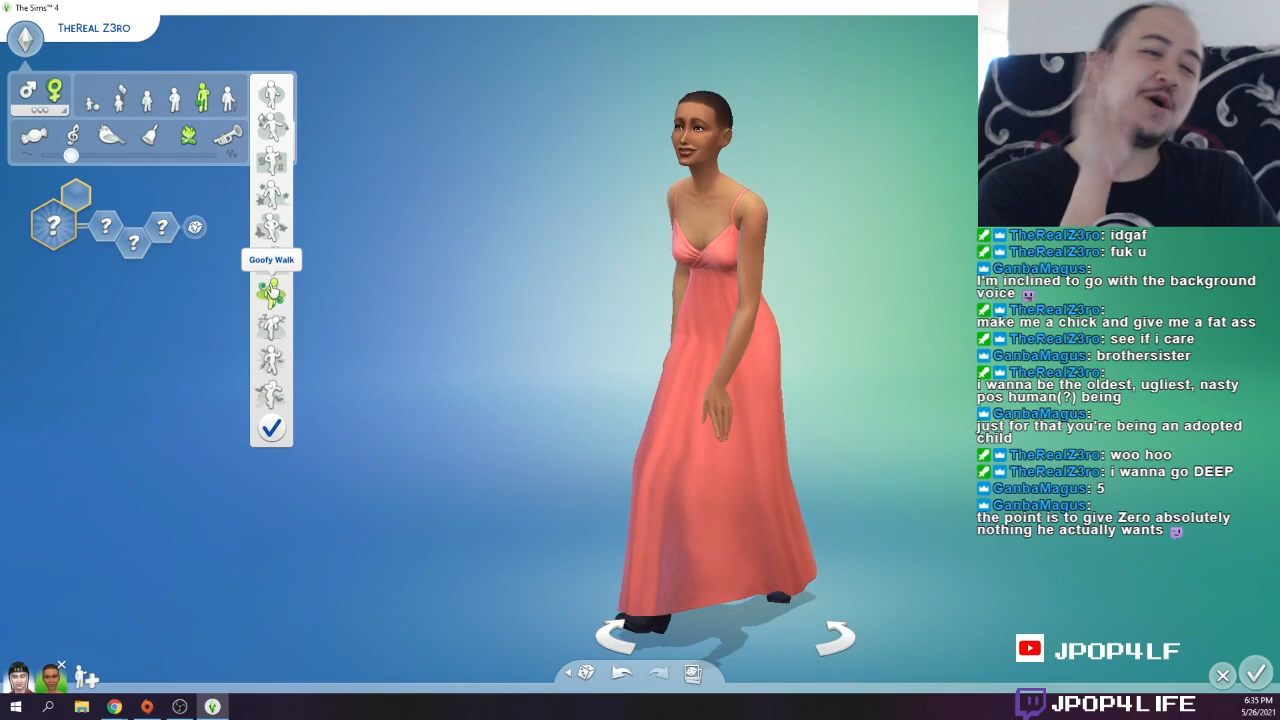 The Sims™ 4
TheReal Z3ro
Goofy Walk
TheRealZ3ro: idgaf
TheRealZ3ro: fuk u
GanbaMagus:
I'm inclined to go with the background
voice
TheRealZ3ro:
make me a chick and give me a fat ass
TheRealZ3ro: see if i care
GanbaMagus: brothersister
TheRealZ3ro:
i wanna be the oldest, ugliest, nasty
pos human(?) being
GanbaMagus:
just for that you're being an adopted
child
TheRealZ3ro: woo hoo
TheRealZ3ro: i wanna go DEEP
GanbaMagus: 5
GanbaMagus:
the point is to give Zero absolutely
nothing he actually wants
JPOP4LF
JPOP4LIFE
6:35 PM
5/26/2021